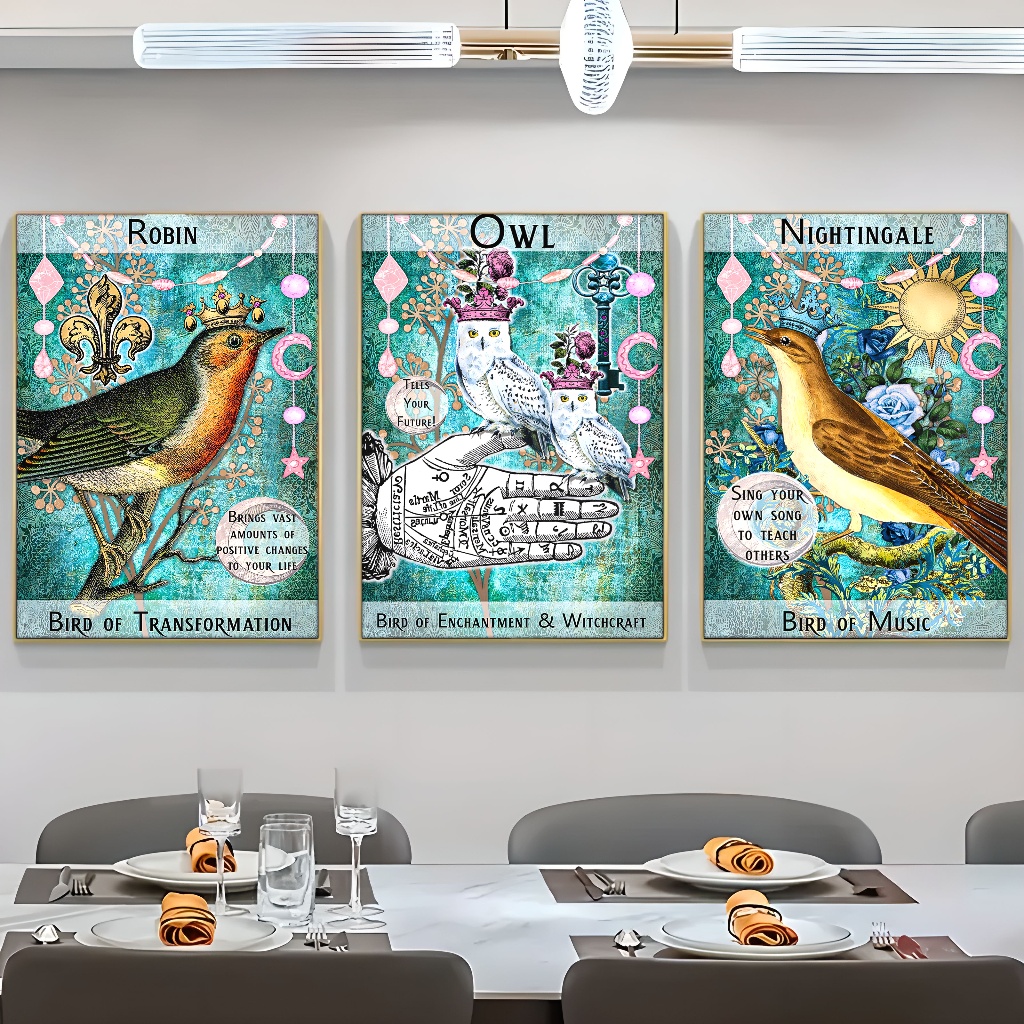 Robin
Brings vast
amounts of
positive changes
to your life
Bird of Transformation
Owl
Tells
Your
Future!
Bird of Enchantment & Witchcraft
Nightingale
Sing your
own song
to teach
others
Bird of Music